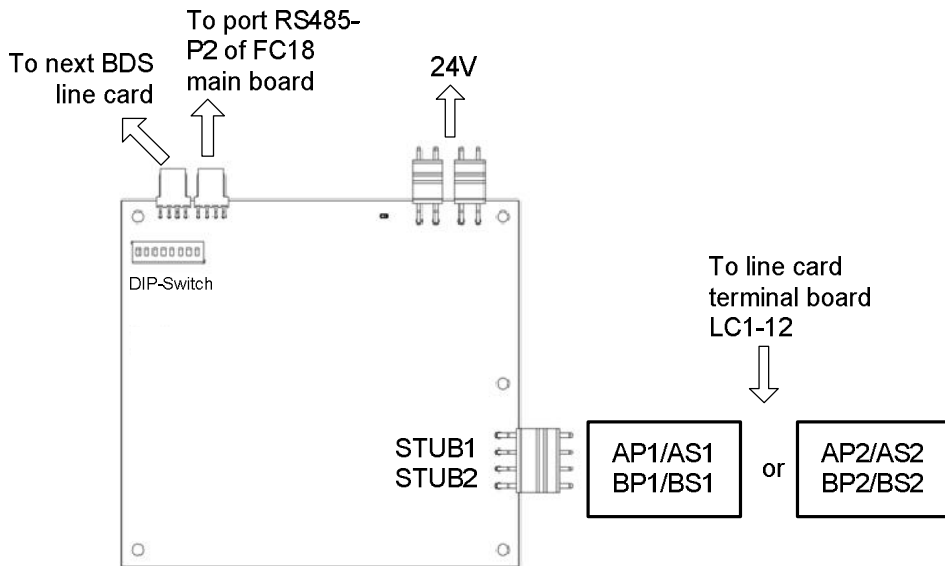 To next BDS
line card
To port RS485-
P2 of FC18
main board
24V
DIP-Switch
To line card
terminal board
LC1-12
STUB1
STUB2
AP1/AS1
BP1/BS1
or
AP2/AS2
BP2/BS2